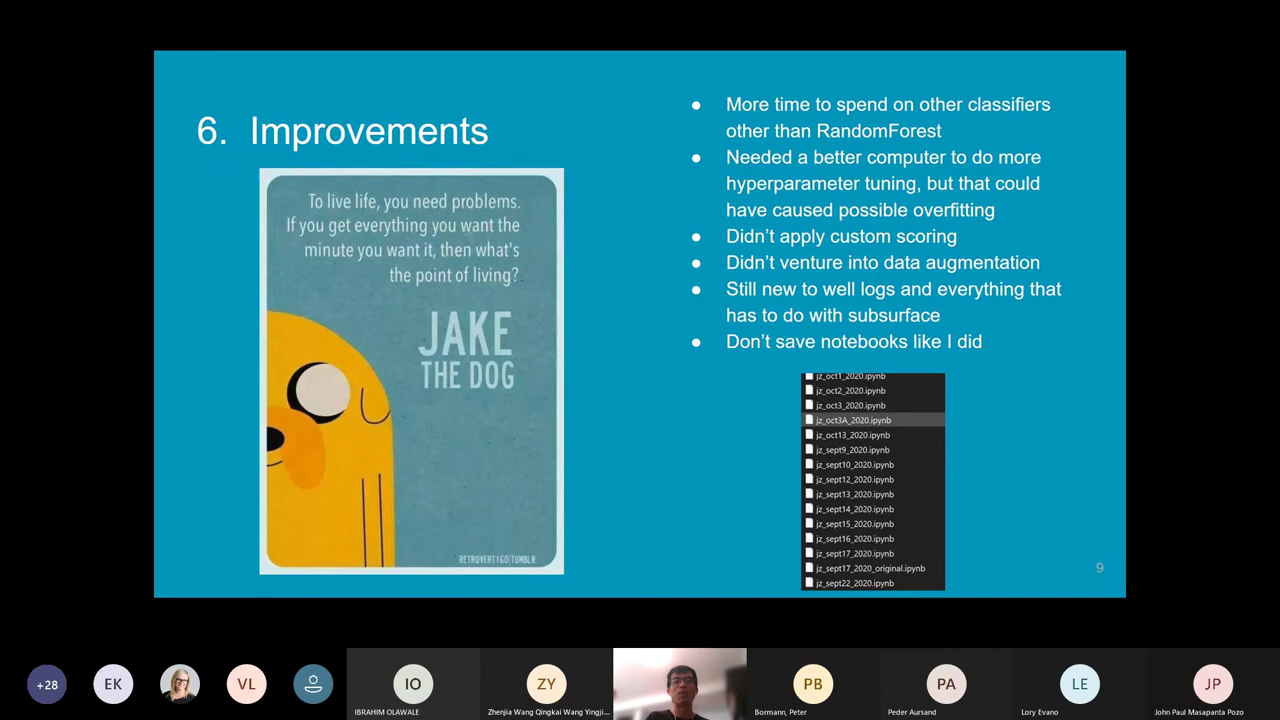 6. Improvements
To live life, you need problems.
If you get everything you want the
minute you want it, then what's
the point of living?
JAKE
THE DOG
RETROVERT1GO|TUMBLR
● More time to spend on other classifiers
other than RandomForest
● Needed a better computer to do more
hyperparameter tuning, but that could
have caused possible overfitting
● Didn’t apply custom scoring
● Didn’t venture into data augmentation
● Still new to well logs and everything that
has to do with subsurface
● Don’t save notebooks like I did
jz_oct1_2020.ipynb
jz_oct2_2020.ipynb
jz_oct3_2020.ipynb
jz_oct3A_2020.ipynb
jz_oct13_2020.ipynb
jz_sept9_2020.ipynb
jz_sept10_2020.ipynb
jz_sept12_2020.ipynb
jz_sept13_2020.ipynb
jz_sept14_2020.ipynb
jz_sept15_2020.ipynb
jz_sept16_2020.ipynb
jz_sept17_2020.ipynb
jz_sept17_2020_original.ipynb
jz_sept22_2020.ipynb
9
+28
EK
VL
IO
IBRAHIM OLAWALE
ZY
Zhenjia Wang Qingkai Wang Yingji...
PB
Bormann, Peter
PA
Peder Aursand
LE
Lory Evano
JP
John Paul Masapanta Pozo